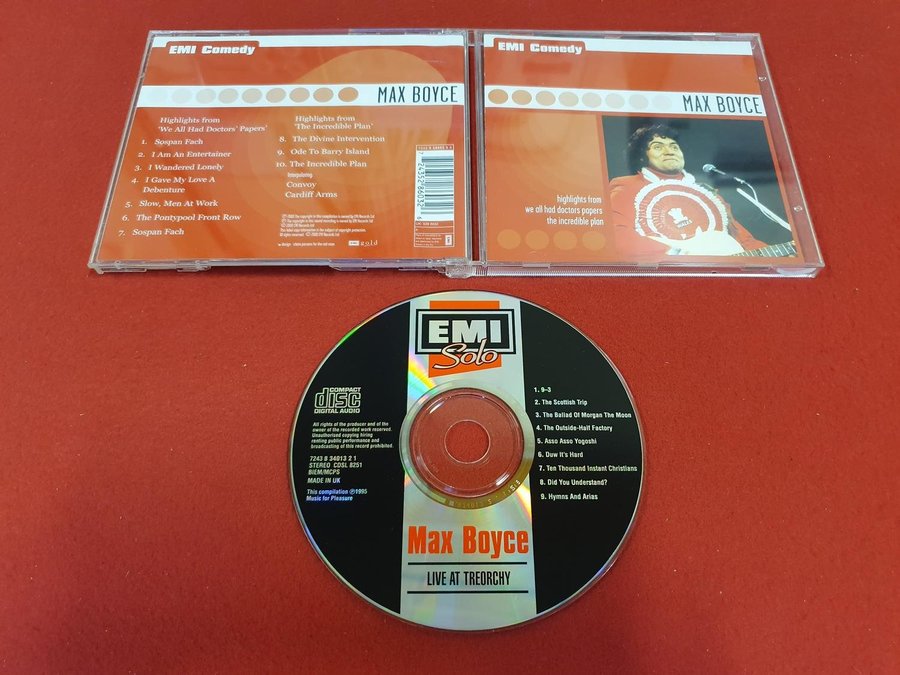 EMI Comedy
MAX BOYCE
Highlights from
'We All Had Doctors' Papers'
1. Sospan Fach
2. I Am An Entertainer
3. I Wandered Lonely
4. I Gave My Love A
Debenture
5. Slow, Men At Work
6. The Pontypool Front Row
7. Sospan Fach
Highlights from
'The Incredible Plan'
8. The Divine Intervention
9. Ode To Barry Island
10. The Incredible Plan
Interpolating
Convoy
Cardiff Arms
EMI gold
EMI Comedy
MAX BOYCE
highlights from
we all had doctors papers
the incredible plan
EMI
Solo
COMPACT
disc
DIGITAL AUDIO
All rights of the producer and of the
owner of the recorded work reserved.
Unauthorised copying hiring
renting public performance and
broadcasting of this record prohibited.
7243 8 34013 2 1
STEREO CDSL 8251
BIEM/MCPS
MADE IN UK
This compilation ℗1995
Music for Pleasure
1. 9–3
2. The Scottish Trip
3. The Ballad Of Morgan The Moon
4. The Outside-Half Factory
5. Asso Asso Yogoshi
6. Duw It's Hard
7. Ten Thousand Instant Christians
8. Did You Understand?
9. Hymns And Arias
Max Boyce
LIVE AT TREORCHY